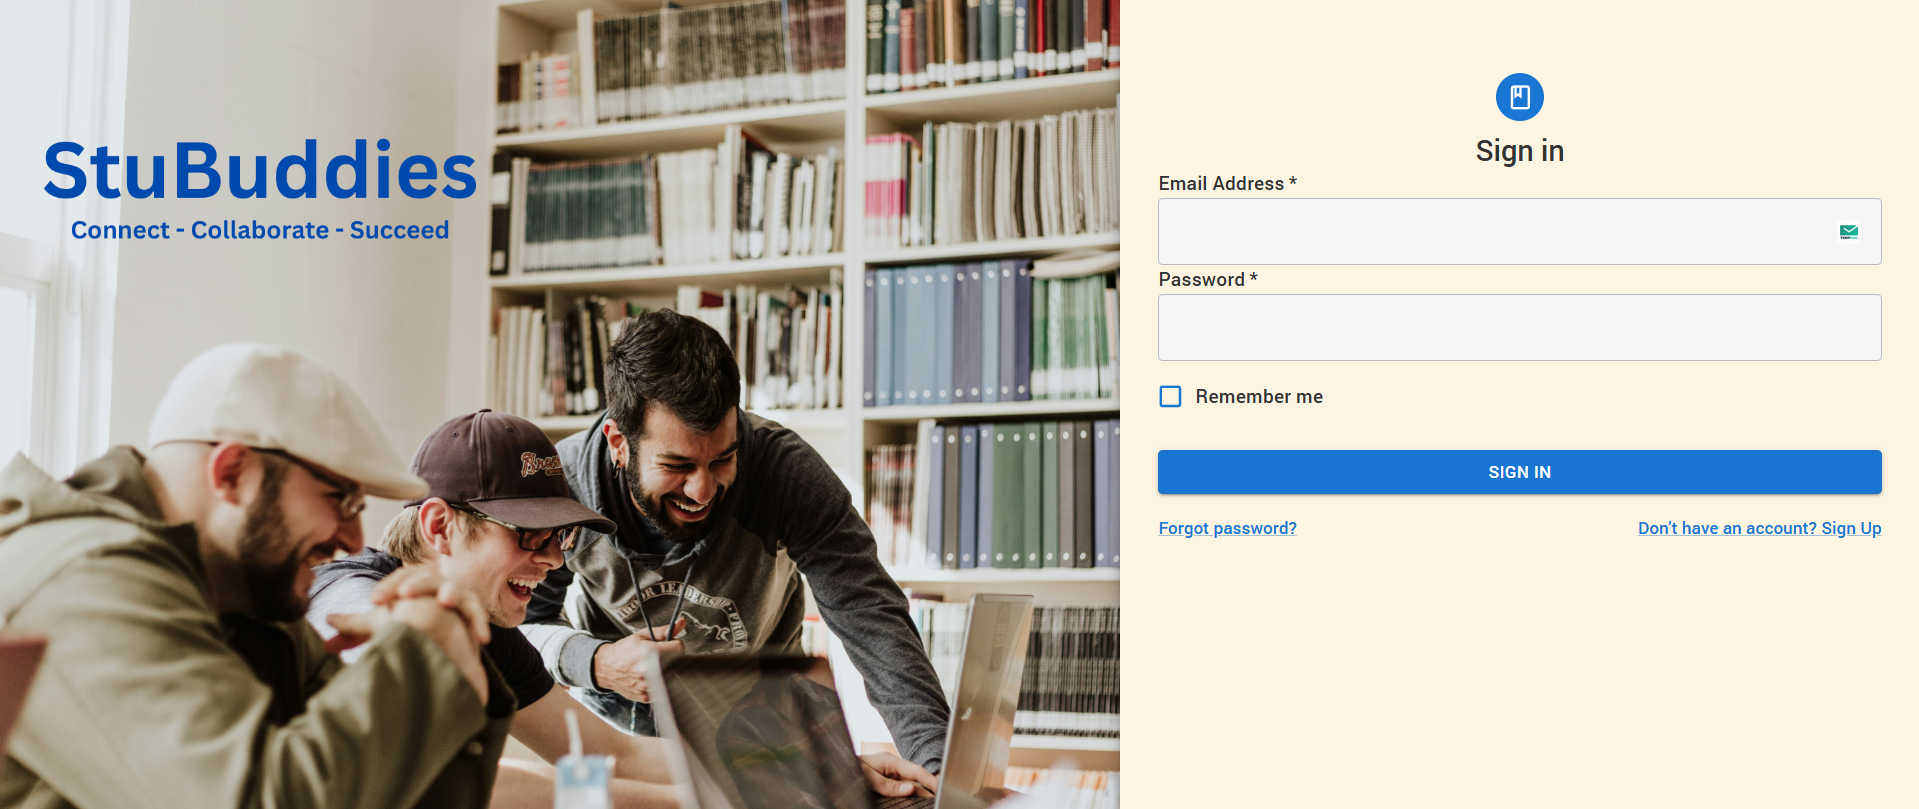 StuBuddies
Connect - Collaborate - Succeed
Sign in
Email Address *
Password *
Remember me
SIGN IN
Forgot password?
Don't have an account? Sign Up